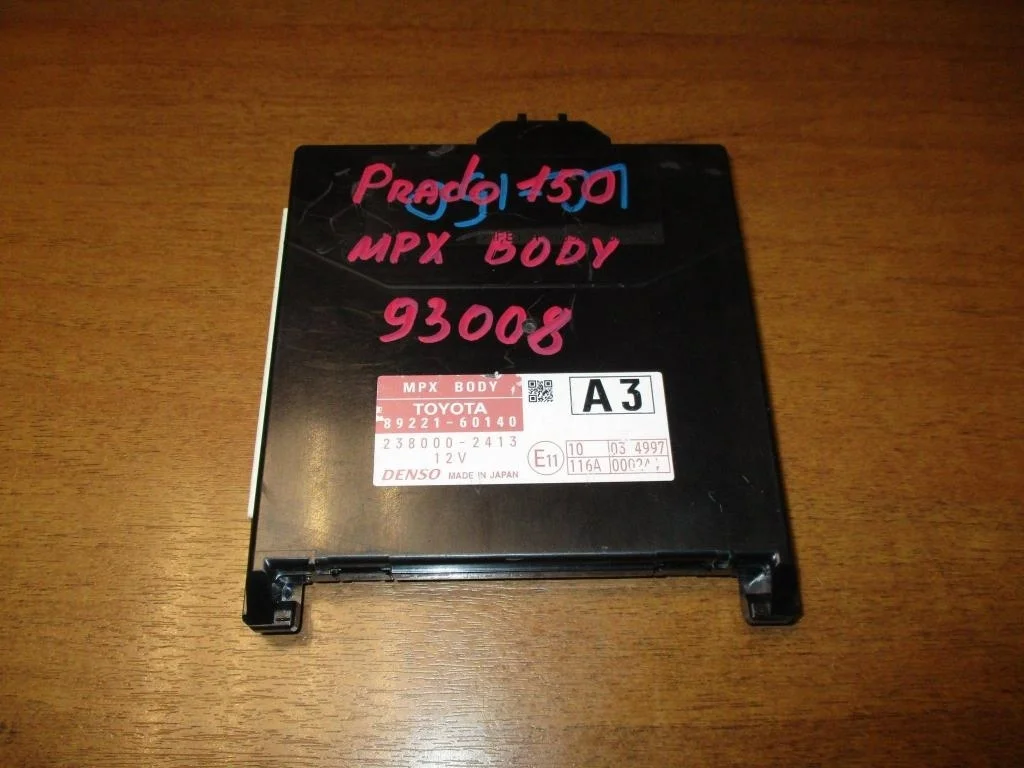 Prado 150
MPX BODY
93008
MPX BODY
A3
TOYOTA
89221-60140
238000-2413
12V
E11
10 03 4997
116A
DENSO MADE IN JAPAN